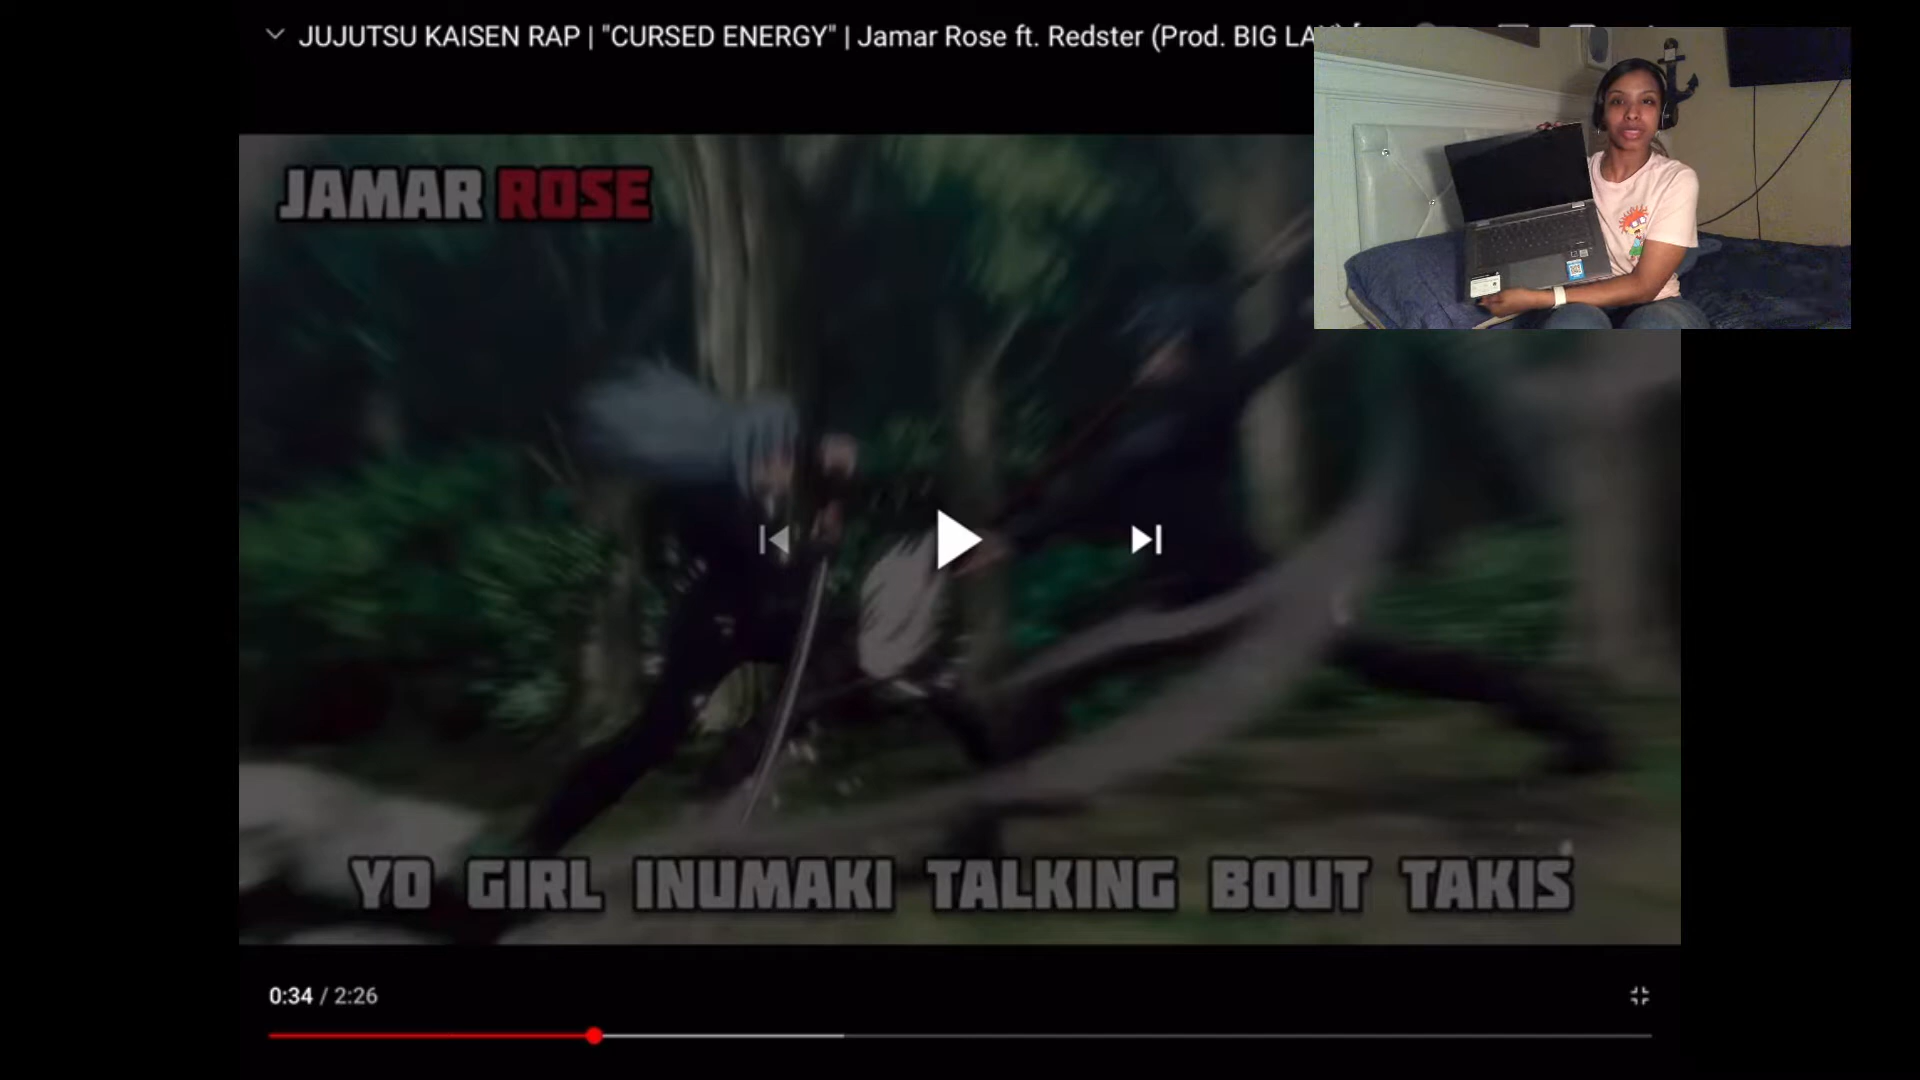 JUJUTSU KAISEN RAP | "CURSED ENERGY" | Jamar Rose ft. Redster (Prod. BIG LA
JAMAR ROSE
YO GIRL INUMAKI TALKING BOUT TAKIS
0:34 / 2:26